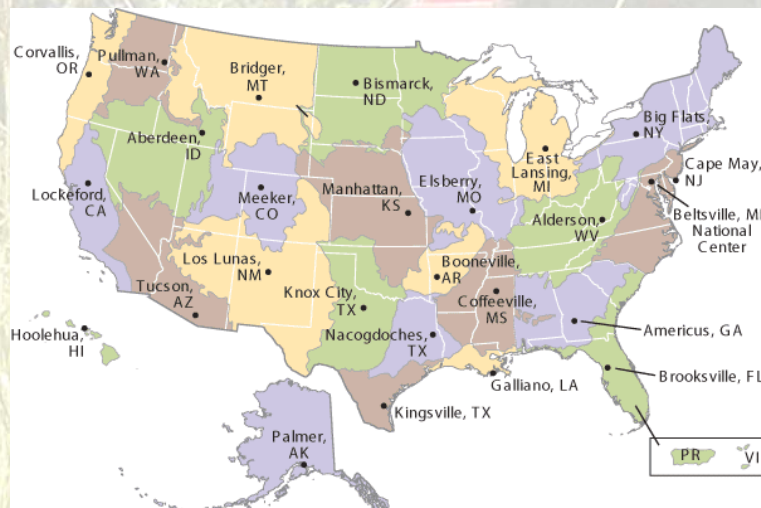 Corvallis,
OR
Pullman,
WA
Bridger,
MT
Bismarck,
ND
Big Flats,
NY
Aberdeen,
ID
East
Lansing,
MI
Cape May,
NJ
Lockeford,
CA
Meeker,
CO
Manhattan,
KS
Elsberry,
MO
Beltsville, M
National
Center
Alderson,
WV
Los Lunas,
NM
Booneville,
AR
Tucson,
AZ
Knox City,
TX
Coffeeville,
MS
Hoolehua,
HI
Nacogdoches,
TX
Americus, GA
Galliano, LA
Brooksville, FL
Kingsville, TX
Palmer,
AK
PR
VI